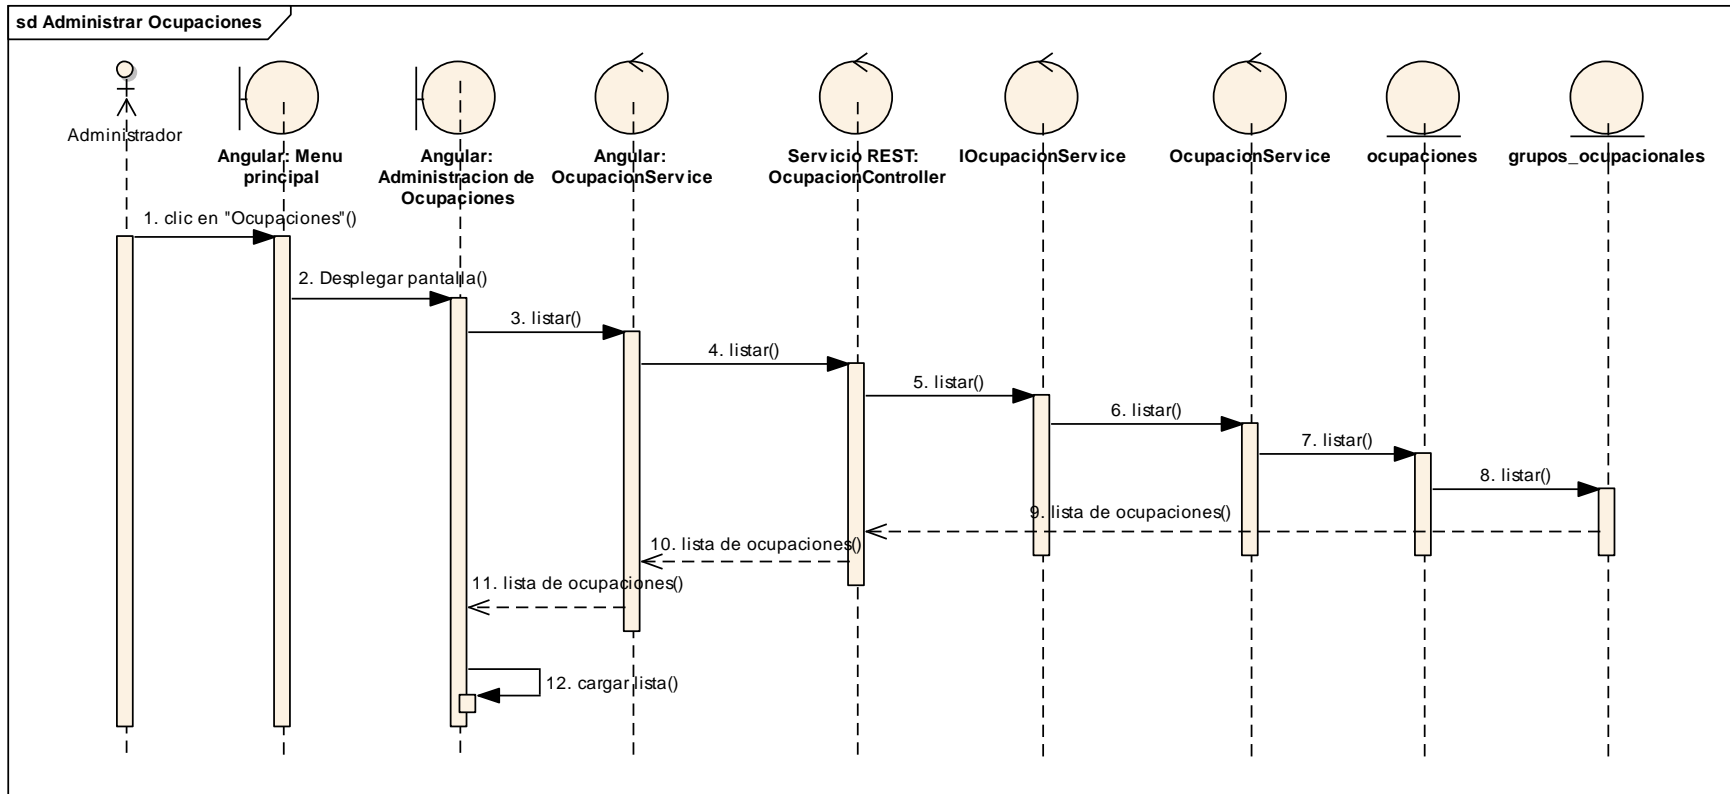 sd Administrar Ocupaciones
Administrador
Angular: Menu
principal
Angular:
Administracion de
Ocupaciones
Angular:
OcupacionService
Servicio REST:
OcupacionController
IOcupacionService
OcupacionService
ocupaciones
grupos_ocupacionales
1. clic en "Ocupaciones"()
2. Desplegar pantalla()
3. listar()
4. listar()
5. listar()
6. listar()
7. listar()
8. listar()
9. lista de ocupaciones()
10. lista de ocupaciones()
11. lista de ocupaciones()
12. cargar lista()